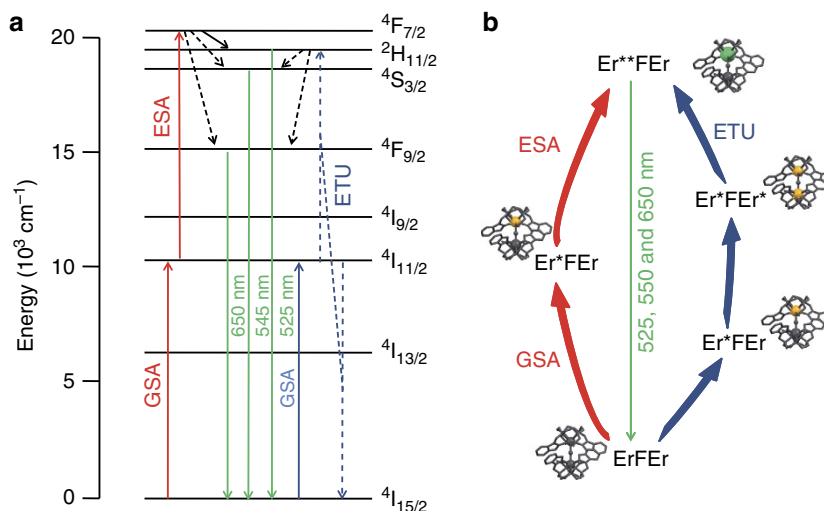 a
Energy (10³ cm⁻¹)
20
15
10
5
0
⁴F₇/₂
²H₁₁/₂
⁴S₃/₂
⁴F₉/₂
⁴I₉/₂
⁴I₁₁/₂
⁴I₁₃/₂
⁴I₁₅/₂
ESA
GSA
650 nm
545 nm
525 nm
GSA
ETU
b
Er**FEr
ESA
ETU
Er*FEr*
Er*FEr
525, 550 and 650 nm
Er*FEr
GSA
ErFEr